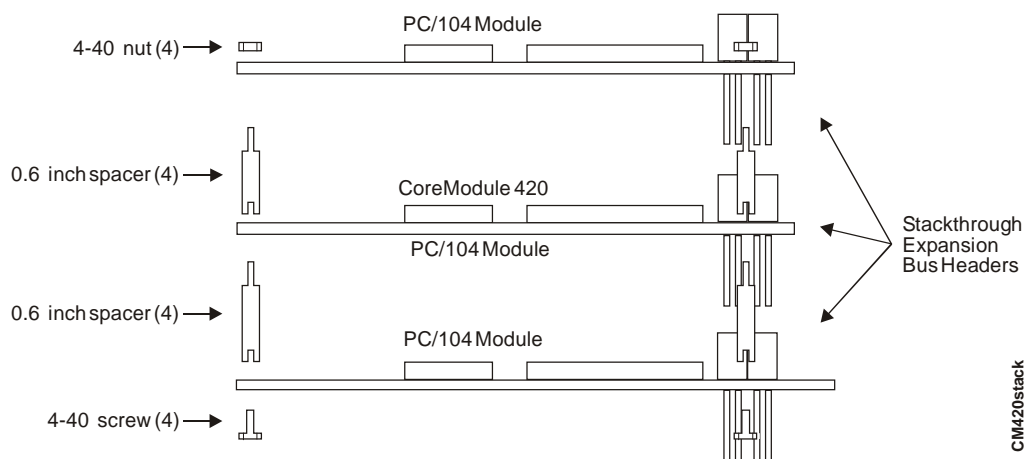 PC/104 Module
4-40 nut (4)
0.6 inch spacer (4)
CoreModule 420
Stackthrough
Expansion
Bus Headers
PC/104 Module
0.6 inch spacer (4)
PC/104 Module
4-40 screw (4)
CM420stack